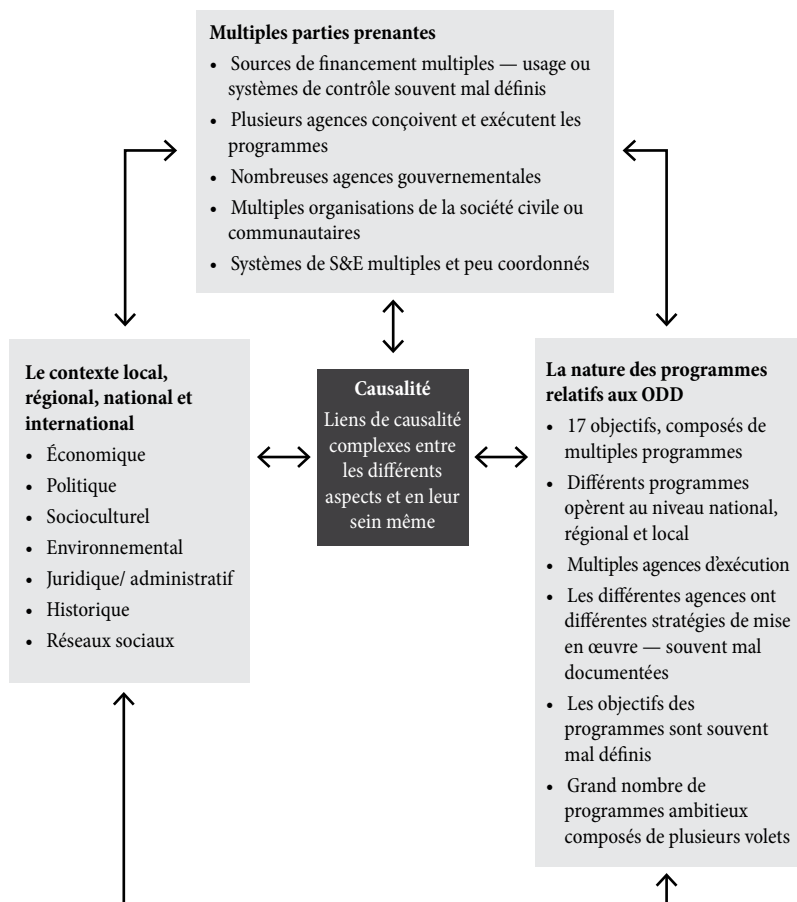 Multiples parties prenantes
• Sources de financement multiples — usage ou
systèmes de contrôle souvent mal définis
• Plusieurs agences conçoivent et exécutent les
programmes
• Nombreuses agences gouvernementales
• Multiples organisations de la société civile ou
communautaires
• Systèmes de S&E multiples et peu coordonnés
Le contexte local,
régional, national et
international
• Économique
• Politique
• Socioculturel
• Environnemental
• Juridique/ administratif
• Historique
• Réseaux sociaux
Causalité
Liens de causalité
complexes entre
les différents
aspects et en leur
sein même
La nature des programmes
relatifs aux ODD
• 17 objectifs, composés de
multiples programmes
• Différents programmes
opèrent au niveau national,
régional et local
• Multiples agences d’exécution
• Les différentes agences ont
différentes stratégies de mise
en œuvre — souvent mal
documentées
• Les objectifs des
programmes sont souvent
mal définis
• Grand nombre de
programmes ambitieux
composés de plusieurs volets